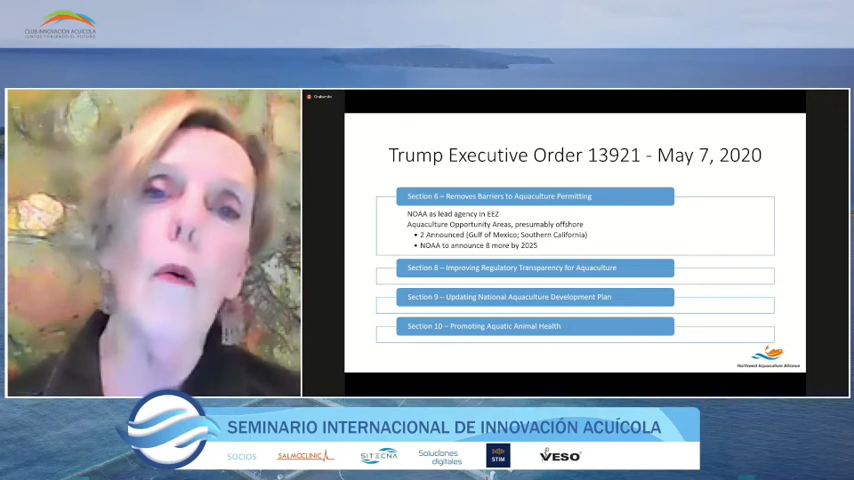 CLUB INNOVACIÓN ACUÍCOLA
Trump Executive Order 13921 - May 7, 2020
Section 6 – Removes Barriers to Aquaculture Permitting
NOAA as lead agency in EEZ
Aquaculture Opportunity Areas, presumably offshore
• 2 Announced (Gulf of Mexico; Southern California)
• NOAA to announce 8 more by 2025
Section 8 – Improving Regulatory Transparency for Aquaculture
Section 9 – Updating National Aquaculture Development Plan
Section 10 – Promoting Aquatic Animal Health
Northwest Aquaculture Alliance
SEMINARIO INTERNACIONAL DE INNOVACIÓN ACUÍCOLA
SOCIOS
SALMOCLINIC
SITECNA
Soluciones
digitales
STIM
VESO